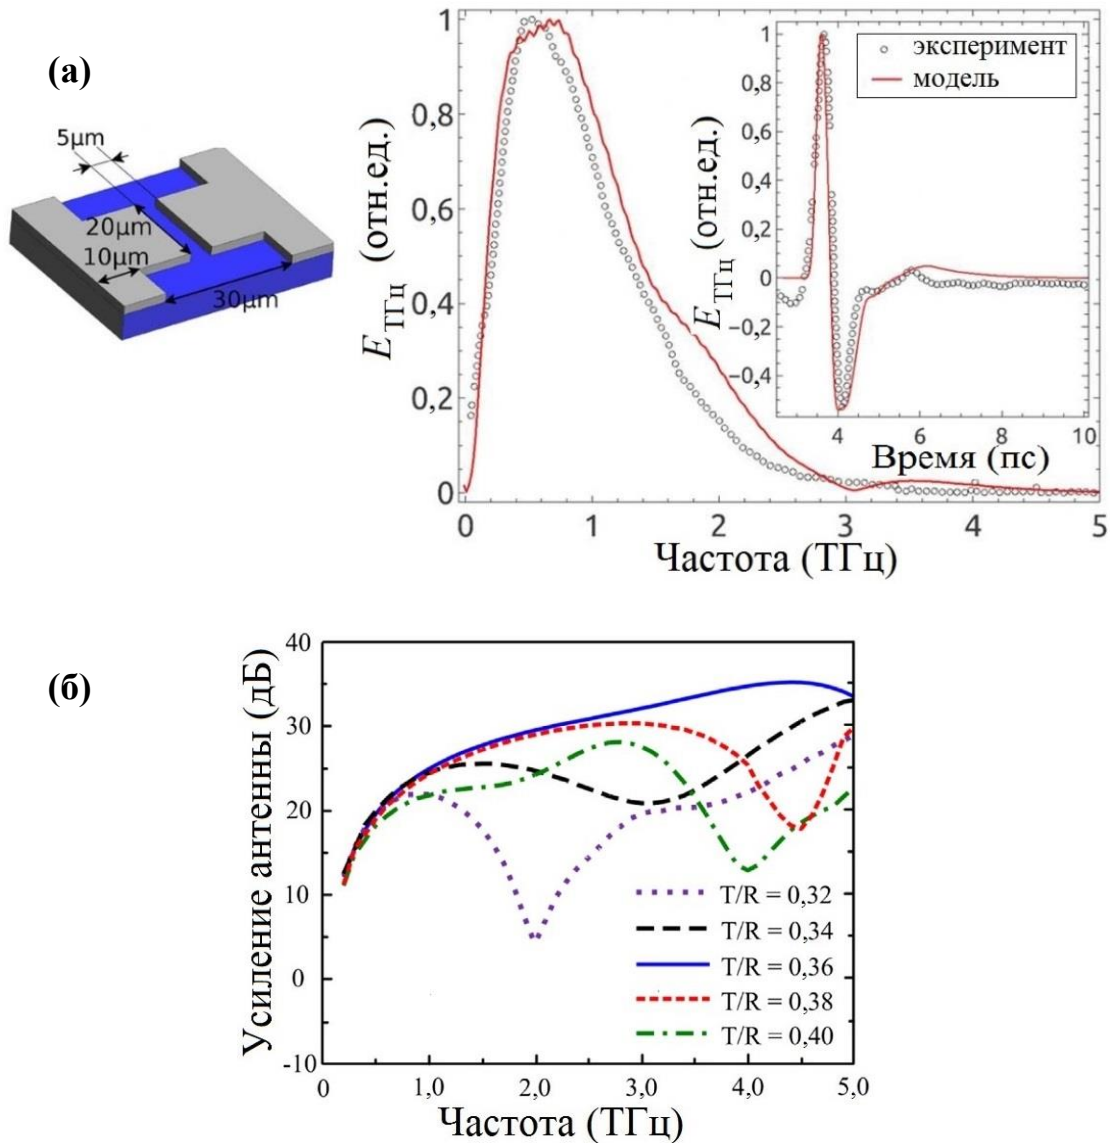 (а)
5μm
20μm
10μm
30μm
E ТГц (отн.ед.)
1
0,8
0,6
0,4
0,2
0
0 1 2 3 4 5
Частота (ТГц)
эксперимент
модель
E ТГц (отн.ед.)
1
0,8
0,6
0,4
0,2
0
−0,2
−0,4
4 6 8 10
Время (пс)
(б)
Усиление антенны (дБ)
40
30
20
10
0
-10
0 1,0 2,0 3,0 4,0 5,0
Частота (ТГц)
T/R = 0,32
T/R = 0,34
T/R = 0,36
T/R = 0,38
T/R = 0,40